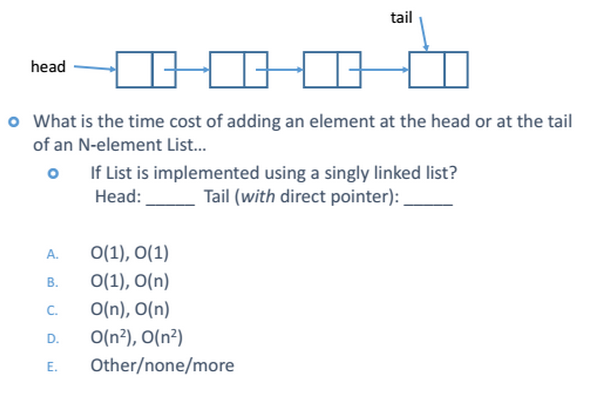 tail
head
What is the time cost of adding an element at the head or at the tail
of an N-element List...
If List is implemented using a singly linked list?
Head: _____ Tail (with direct pointer): _____
A. O(1), O(1)
B. O(1), O(n)
C. O(n), O(n)
D. O(n²), O(n²)
E. Other/none/more